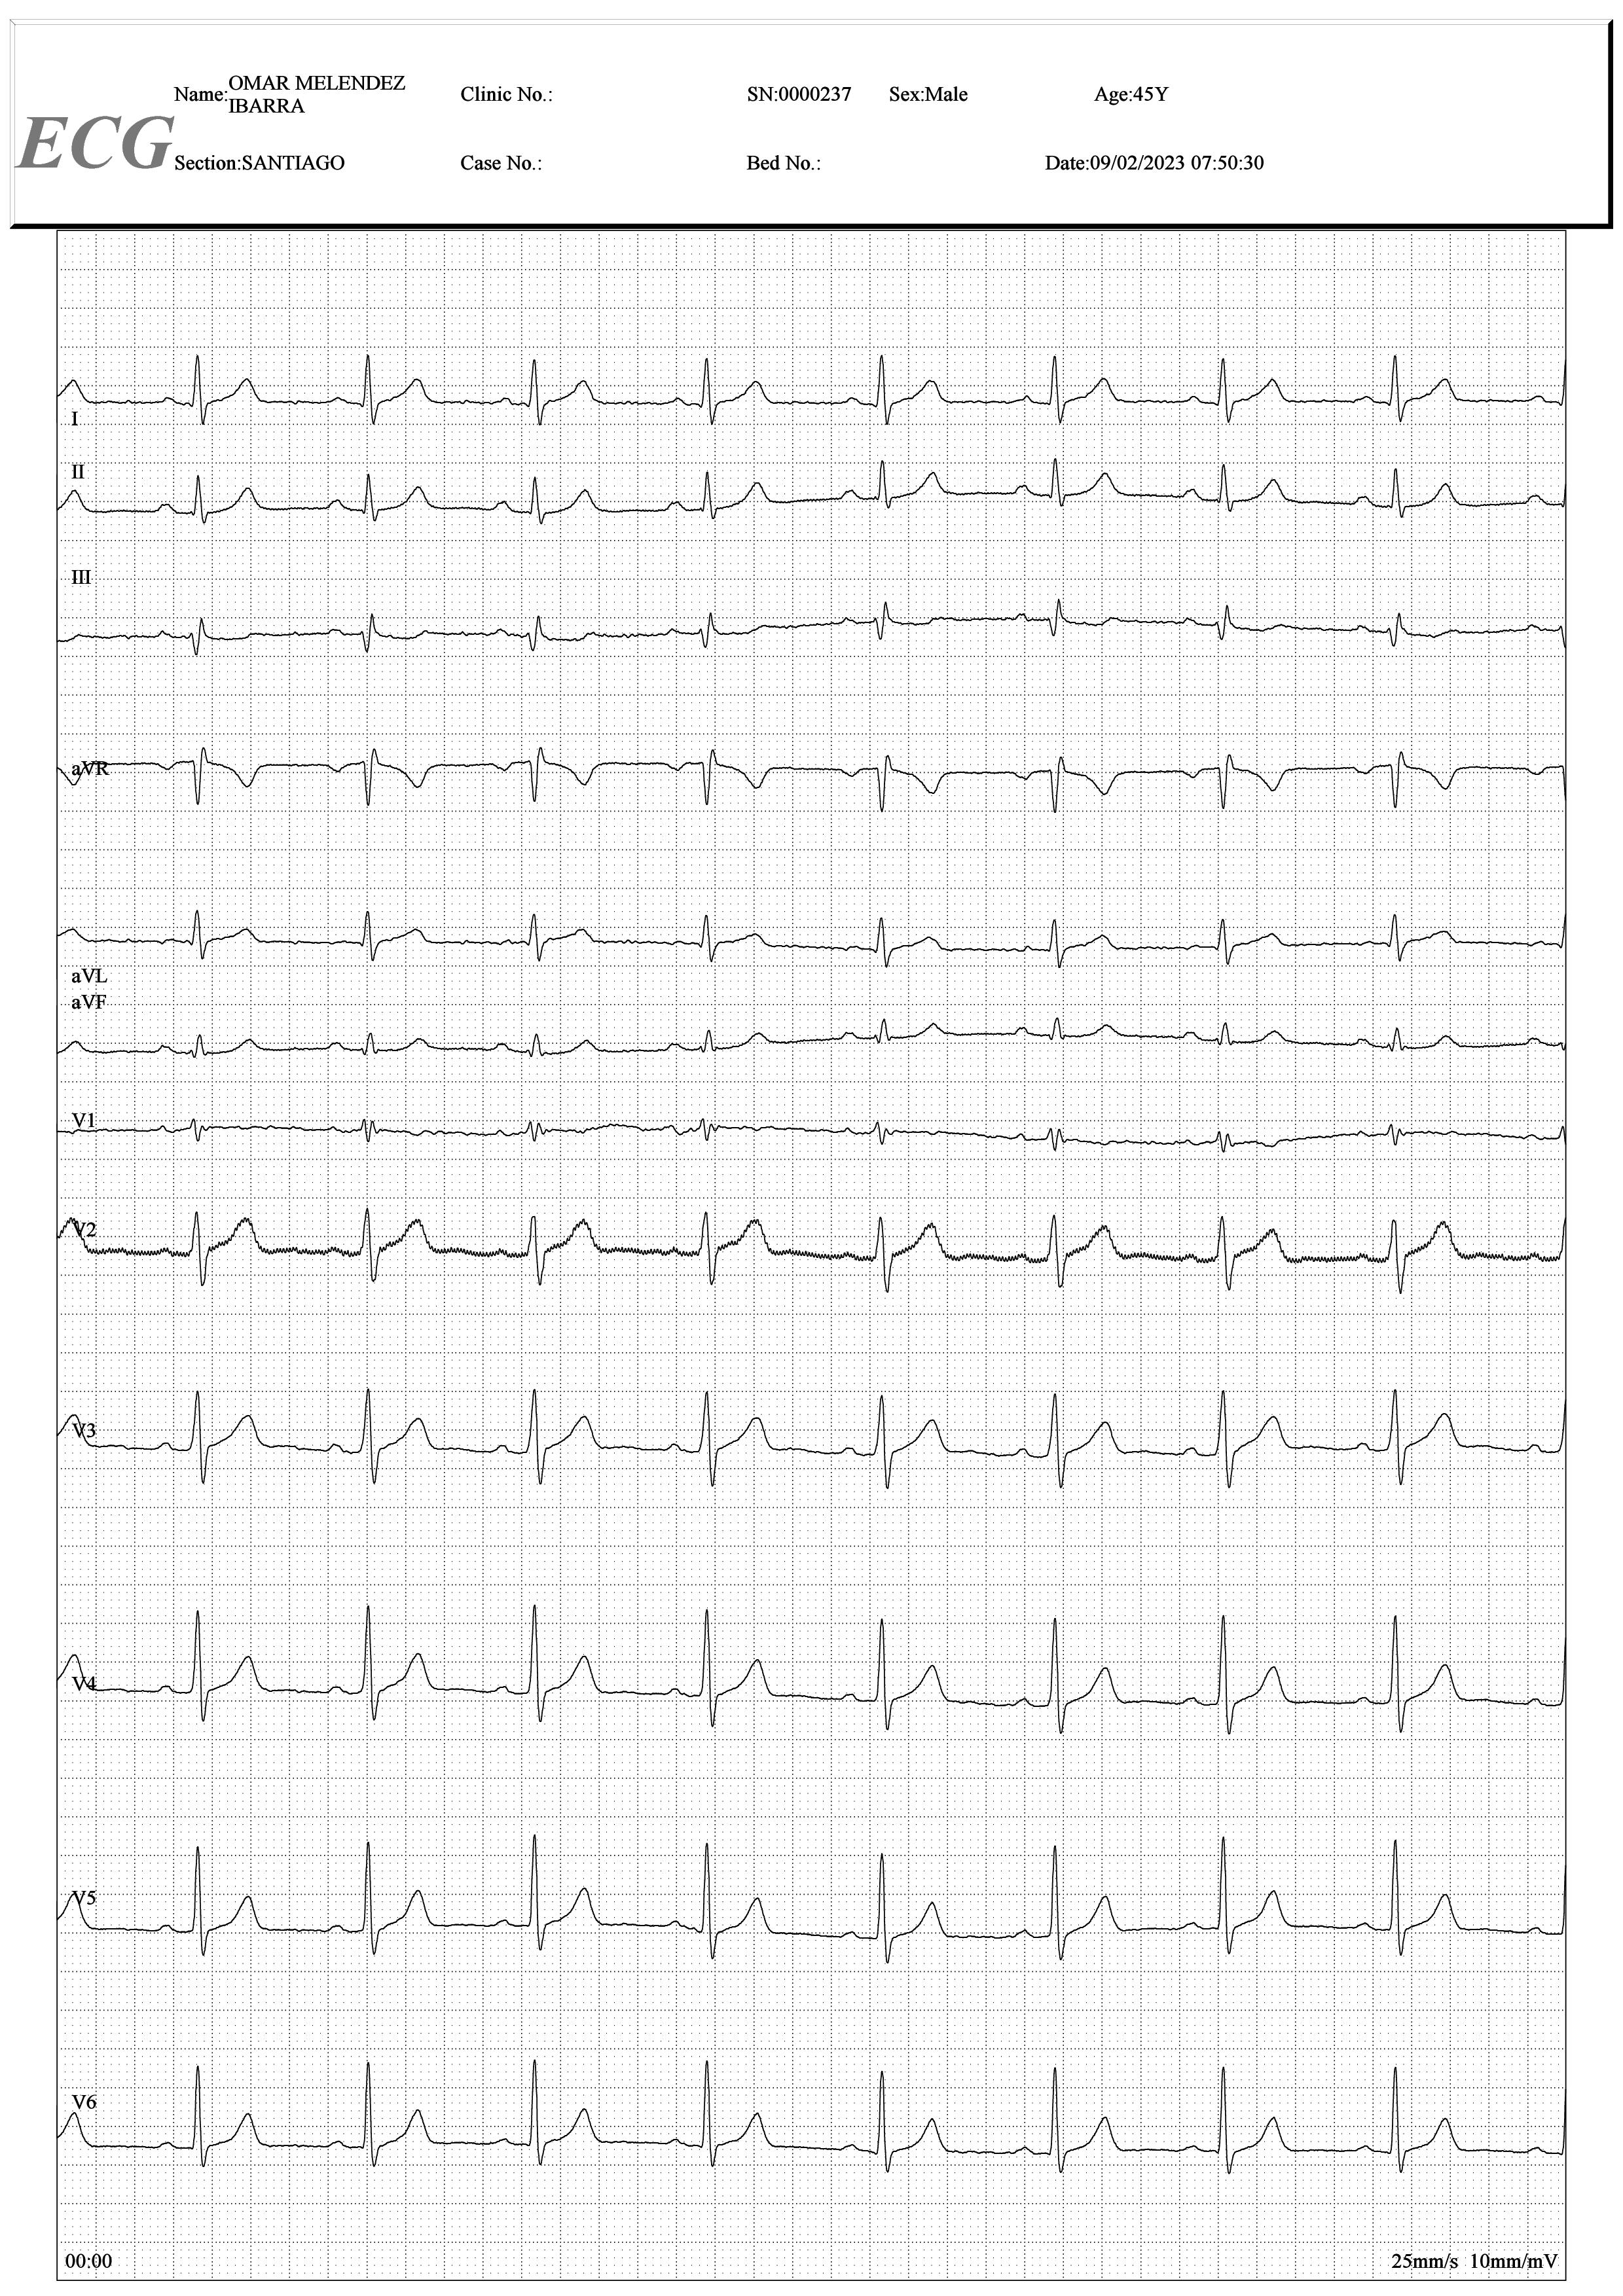 ECG
Name:OMAR MELENDEZ IBARRA
Clinic No.:
SN:0000237
Sex:Male
Age:45Y
Section:SANTIAGO
Case No.:
Bed No.:
Date:09/02/2023 07:50:30
I
II
III
aVR
aVL
aVF
V1
V2
V3
V4
V5
V6
00:00
25mm/s 10mm/mV